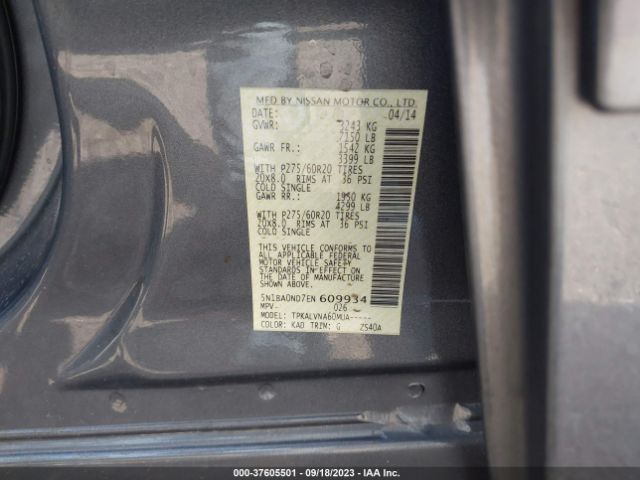 MFD BY NISSAN MOTOR CO., LTD.
DATE: 04/14
GVWR: 3243 KG
7150 LB
GAWR FR.: 1542 KG
3399 LB
WITH P275/60R20 TIRES
20X8.0 RIMS AT 36 PSI
COLD SINGLE
GAWR RR.: 1950 KG
4299 LB
WITH P275/60R20 TIRES
20X8.0 RIMS AT 36 PSI
COLD SINGLE
THIS VEHICLE CONFORMS TO
ALL APPLICABLE FEDERAL
MOTOR VEHICLE SAFETY
STANDARDS IN EFFECT ON
THE DATE OF MANUFACTURE
SHOWN ABOVE.
5N1BA0ND7EN 609934
MPV- 026
MODEL: TPKALVNA60MUA-----
COLOR: KAD TRIM: G ZS40A
000-37605501 - 09/18/2023 - IAA Inc.